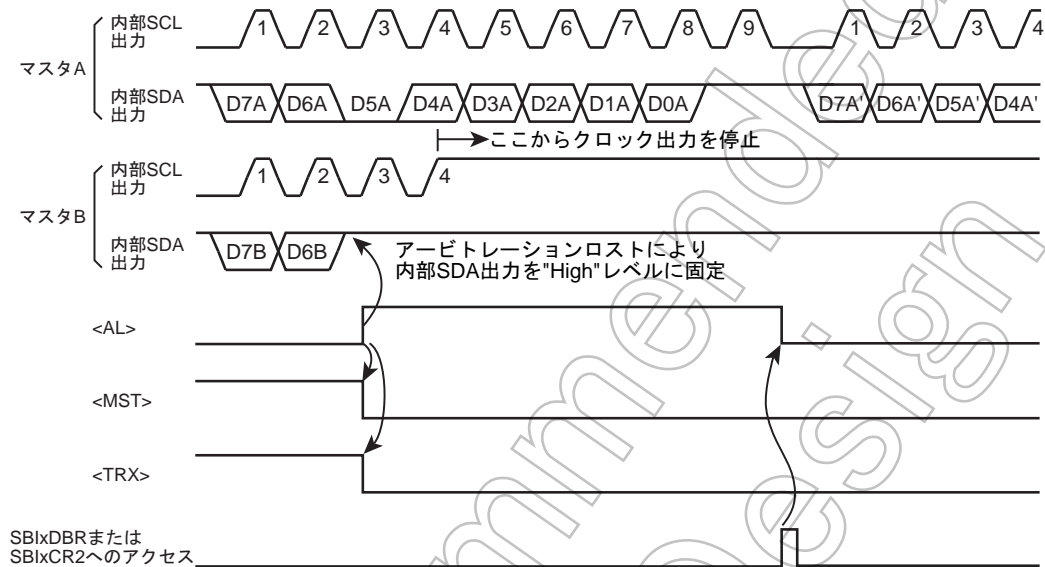 マスタA
内部SCL
出力
1 2 3 4 5 6 7 8 9 1 2 3 4
内部SDA
出力
D7A D6A D5A D4A D3A D2A D1A D0A D7A' D6A' D5A' D4A'
ここからクロック出力を停止
マスタB
内部SCL
出力
1 2 3 4
内部SDA
出力
D7B D6B
アービトレーションロストにより
内部SDA出力を"High"レベルに固定
<AL>
<MST>
<TRX>
SBIxDBRまたは
SBIxCR2へのアクセス